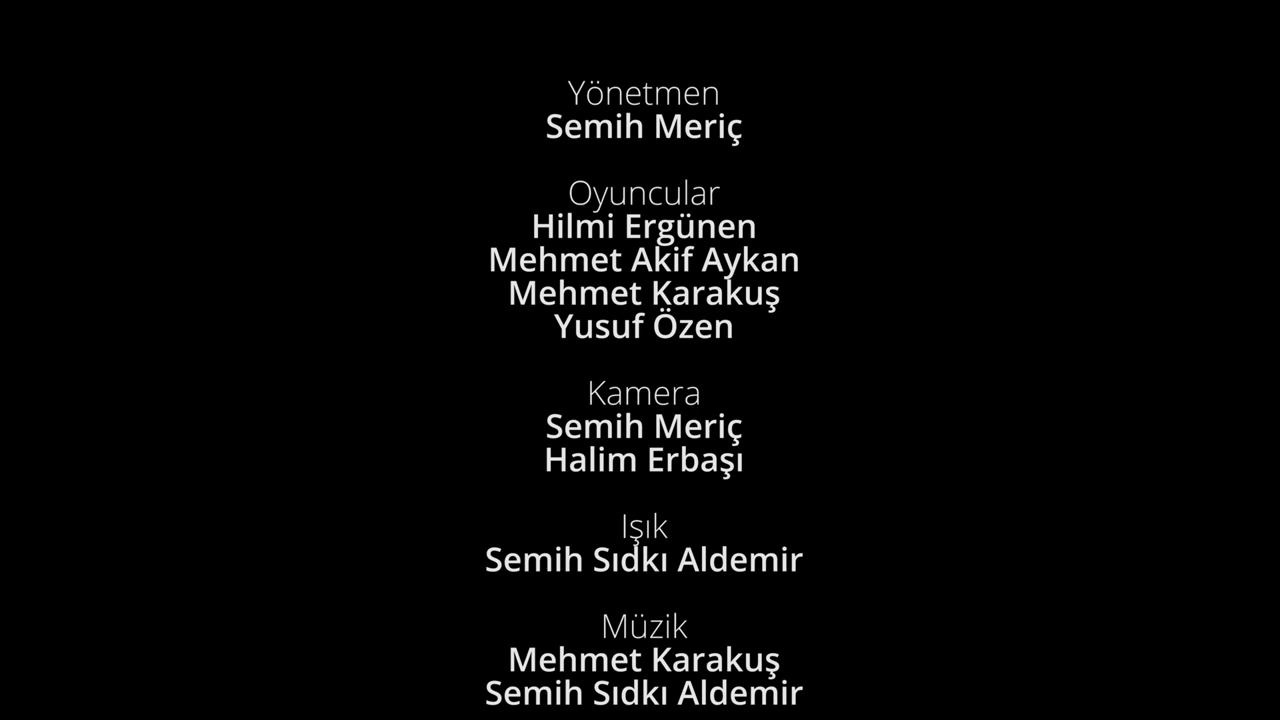 Yönetmen
Semih Meriç
Oyuncular
Hilmi Ergünen
Mehmet Akif Aykan
Mehmet Karakuş
Yusuf Özen
Kamera
Semih Meriç
Halim Erbaşı
Işık
Semih Sıdkı Aldemir
Müzik
Mehmet Karakuş
Semih Sıdkı Aldemir